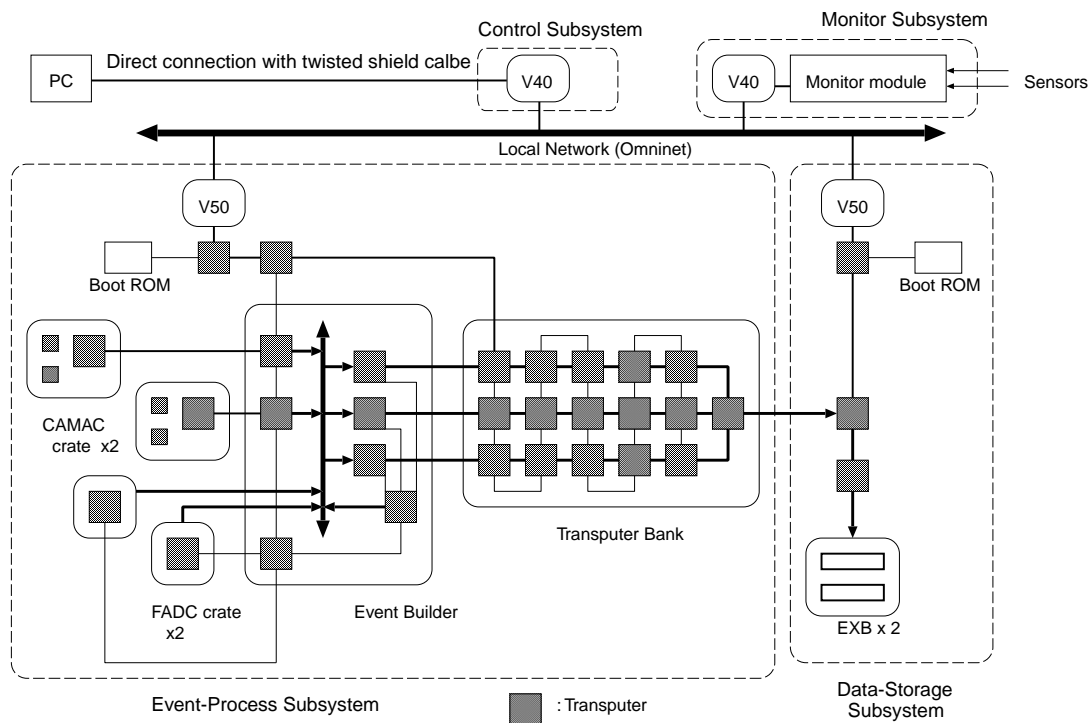 Control Subsystem
Monitor Subsystem
PC
Direct connection with twisted shield calbe
V40
V40
Monitor module
Sensors
Local Network (Omninet)
V50
V50
Boot ROM
Boot ROM
CAMAC
crate x2
Transputer Bank
FADC crate
x2
Event Builder
EXB x 2
Event-Process Subsystem
: Transputer
Data-Storage
Subsystem